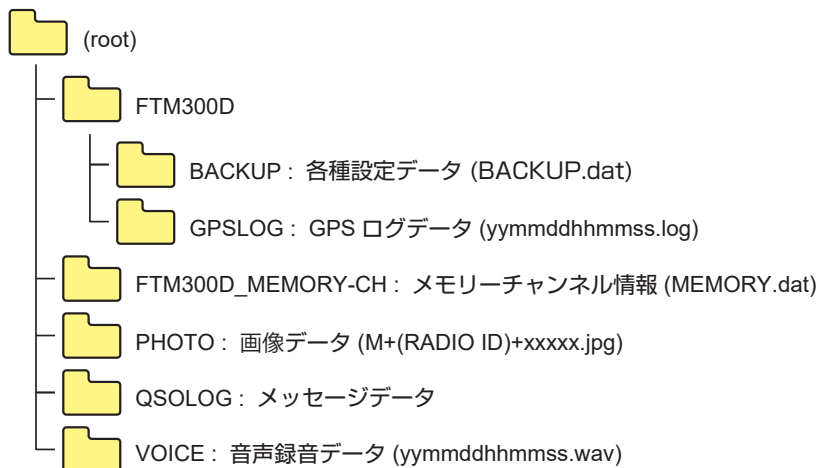 (root)
FTM300D
BACKUP : 各種設定データ (BACKUP.dat)
GPSLOG : GPS ログデータ (yymmddhhmmss.log)
FTM300D_MEMORY-CH : メモリーチャンネル情報 (MEMORY.dat)
PHOTO : 画像データ (M+(RADIO ID)+xxxxx.jpg)
QSOLOG : メッセージデータ
VOICE : 音声録音データ (yymmddhhmmss.wav)